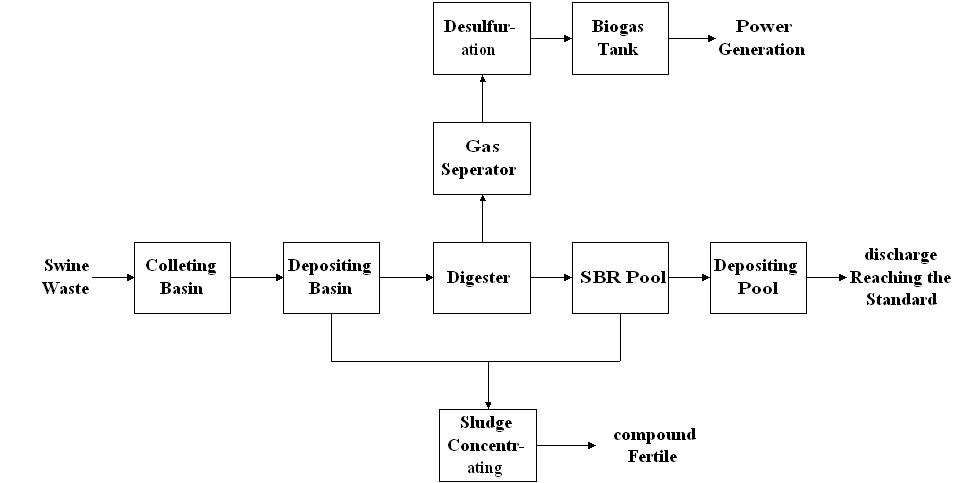 Desulfur-
ation
Biogas
Tank
Power
Generation
Gas
Seperator
Swine
Waste
Colleting
Basin
Depositing
Basin
Digester
SBR Pool
Depositing
Pool
discharge
Reaching the
Standard
Sludge
Concentr-
ating
compound
Fertile